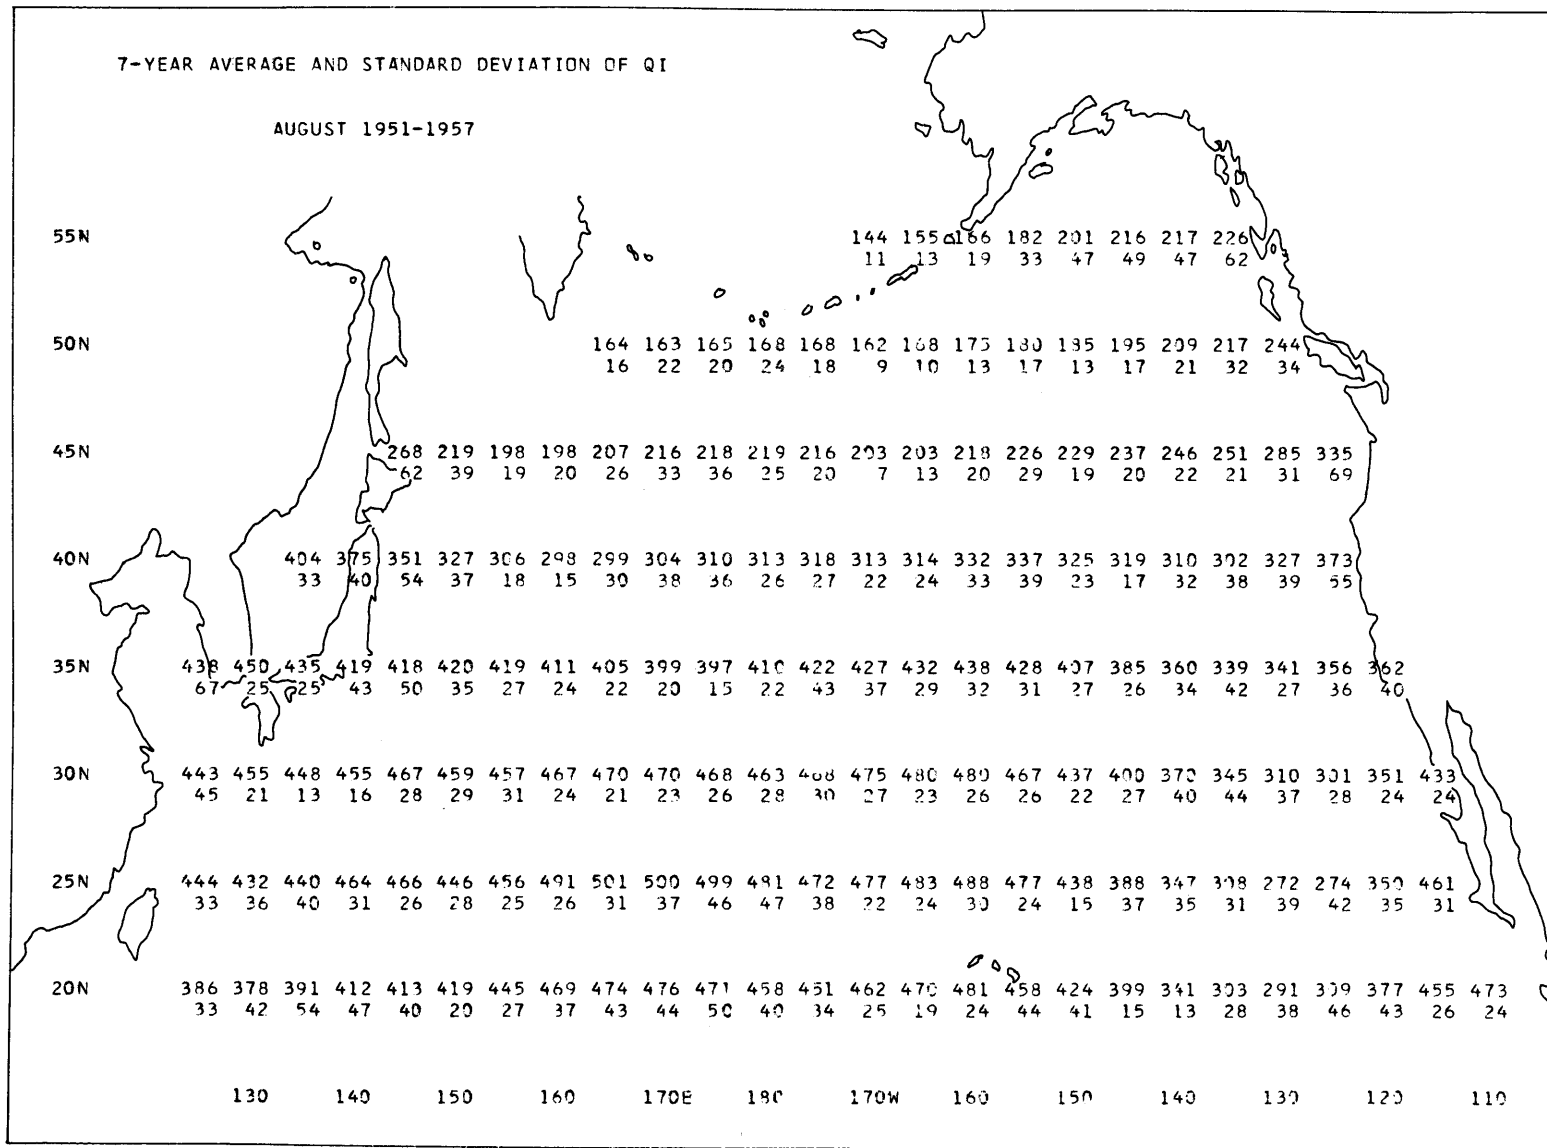 7-YEAR AVERAGE AND STANDARD DEVIATION OF QI
AUGUST 1951-1957
55N 144 155 166 182 201 216 217 226
11 13 19 33 47 49 47 62
50N 164 163 165 168 168 162 168 175 180 185 195 209 217 244
16 22 20 24 18 9 10 13 17 13 17 21 32 34
45N 268 219 198 198 207 216 218 219 216 203 203 218 226 229 237 246 251 285 335
62 39 19 20 26 33 36 25 20 7 13 20 29 19 20 22 21 31 69
40N 404 375 351 327 306 298 299 304 310 313 318 313 314 332 337 325 319 310 302 327 373
33 40 54 37 18 15 30 38 36 26 27 22 24 33 39 23 17 32 38 39 55
35N 438 450 435 419 418 420 419 411 405 399 397 410 422 427 432 438 428 407 385 360 339 341 356 362
67 25 25 43 50 35 27 24 22 20 15 22 43 37 29 32 31 27 26 34 42 27 36 40
30N 443 455 448 455 467 459 457 467 470 470 468 463 468 475 480 480 467 437 400 370 345 310 301 351 433
45 21 13 16 28 29 31 24 21 23 26 28 30 27 23 26 26 22 27 40 44 37 28 24 24
25N 444 432 440 464 466 446 456 491 501 500 499 481 472 477 483 488 477 438 388 347 308 272 274 350 461
33 36 40 31 26 28 25 26 31 37 46 47 38 22 24 30 24 15 37 35 31 39 42 35 31
20N 386 378 391 412 413 419 445 469 474 476 471 458 451 462 470 481 458 424 399 341 303 291 309 377 455 473
33 42 54 47 40 20 27 37 43 44 50 40 34 25 19 24 44 41 15 13 28 38 46 43 26 24
130 140 150 160 170E 180 170W 160 150 140 130 120 110